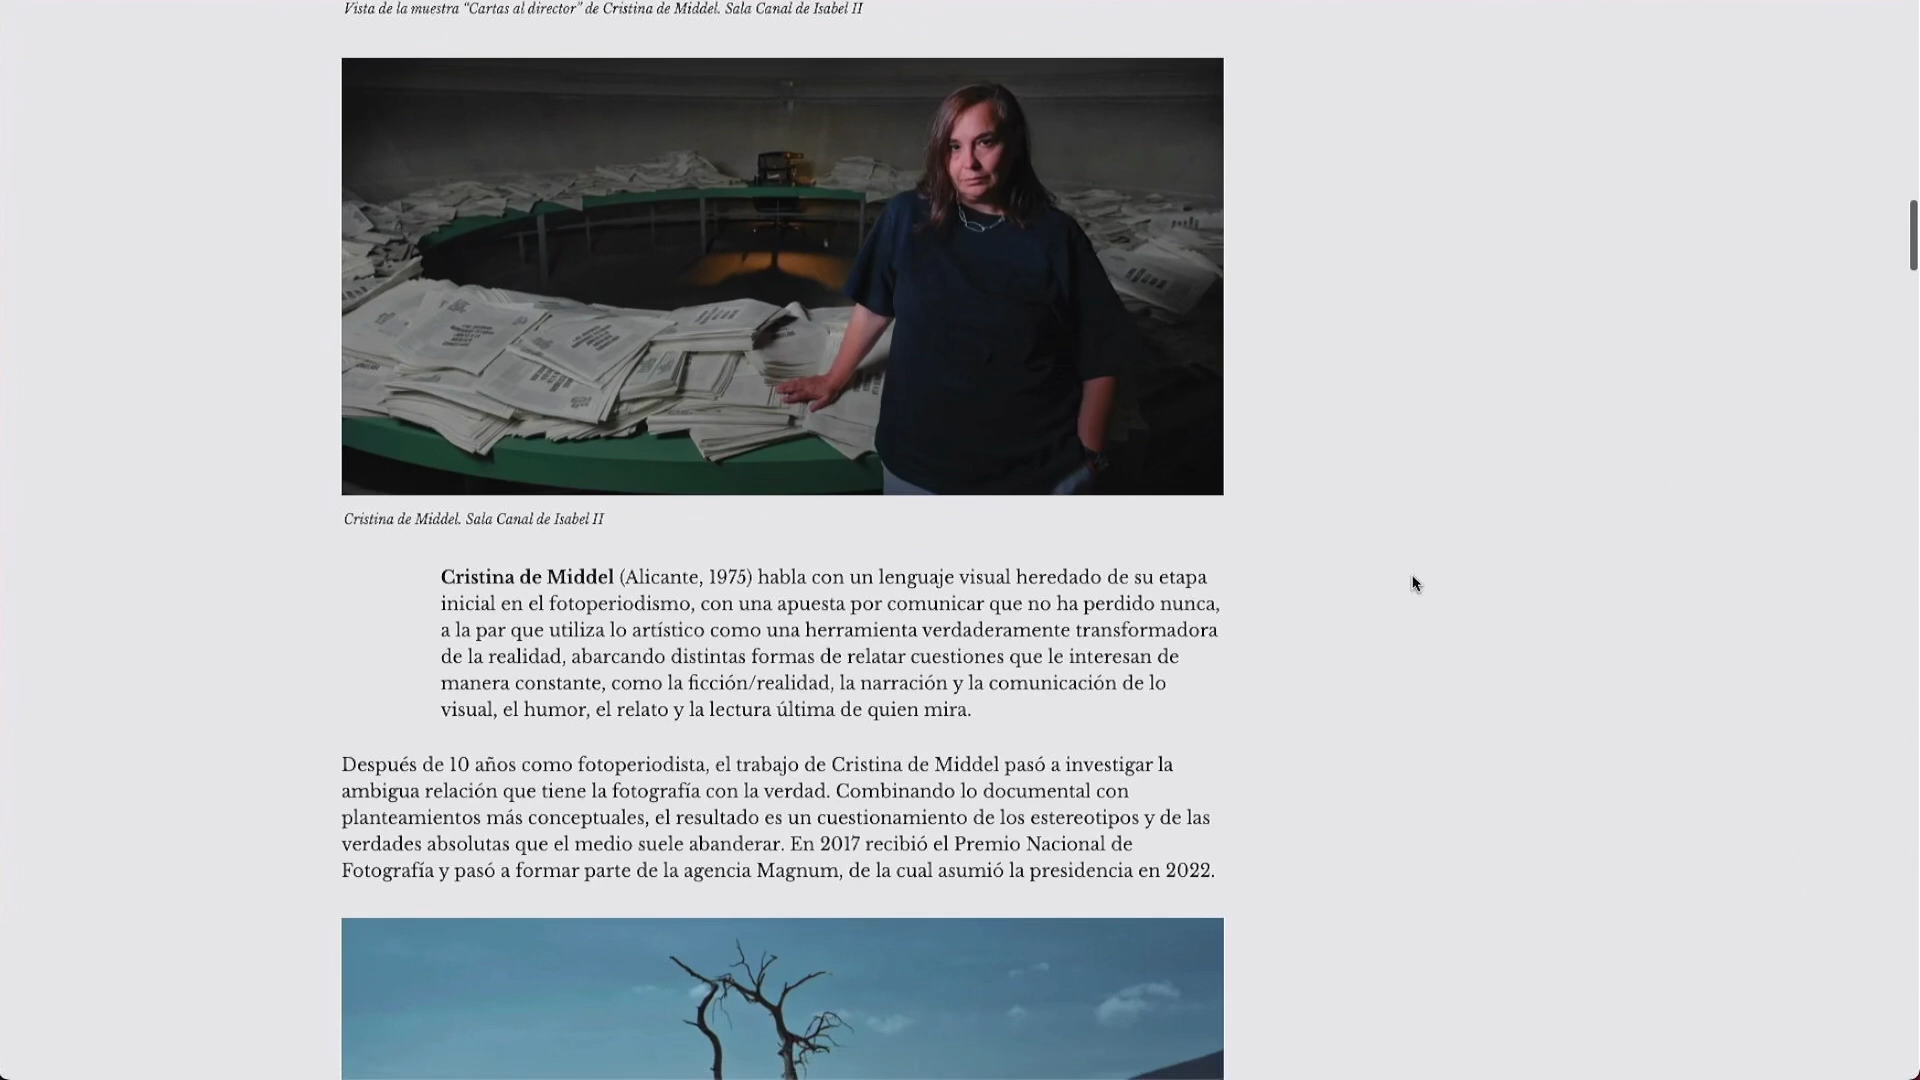 Vista de la muestra “Cartas al director” de Cristina de Middel. Sala Canal de Isabel II
Cristina de Middel. Sala Canal de Isabel II
Cristina de Middel (Alicante, 1975) habla con un lenguaje visual heredado de su etapa
inicial en el fotoperiodismo, con una apuesta por comunicar que no ha perdido nunca,
a la par que utiliza lo artístico como una herramienta verdaderamente transformadora
de la realidad, abarcando distintas formas de relatar cuestiones que le interesan de
manera constante, como la ficción/realidad, la narración y la comunicación de lo
visual, el humor, el relato y la lectura última de quien mira.
Después de 10 años como fotoperiodista, el trabajo de Cristina de Middel pasó a investigar la
ambigua relación que tiene la fotografía con la verdad. Combinando lo documental con
planteamientos más conceptuales, el resultado es un cuestionamiento de los estereotipos y de las
verdades absolutas que el medio suele abanderar. En 2017 recibió el Premio Nacional de
Fotografía y pasó a formar parte de la agencia Magnum, de la cual asumió la presidencia en 2022.